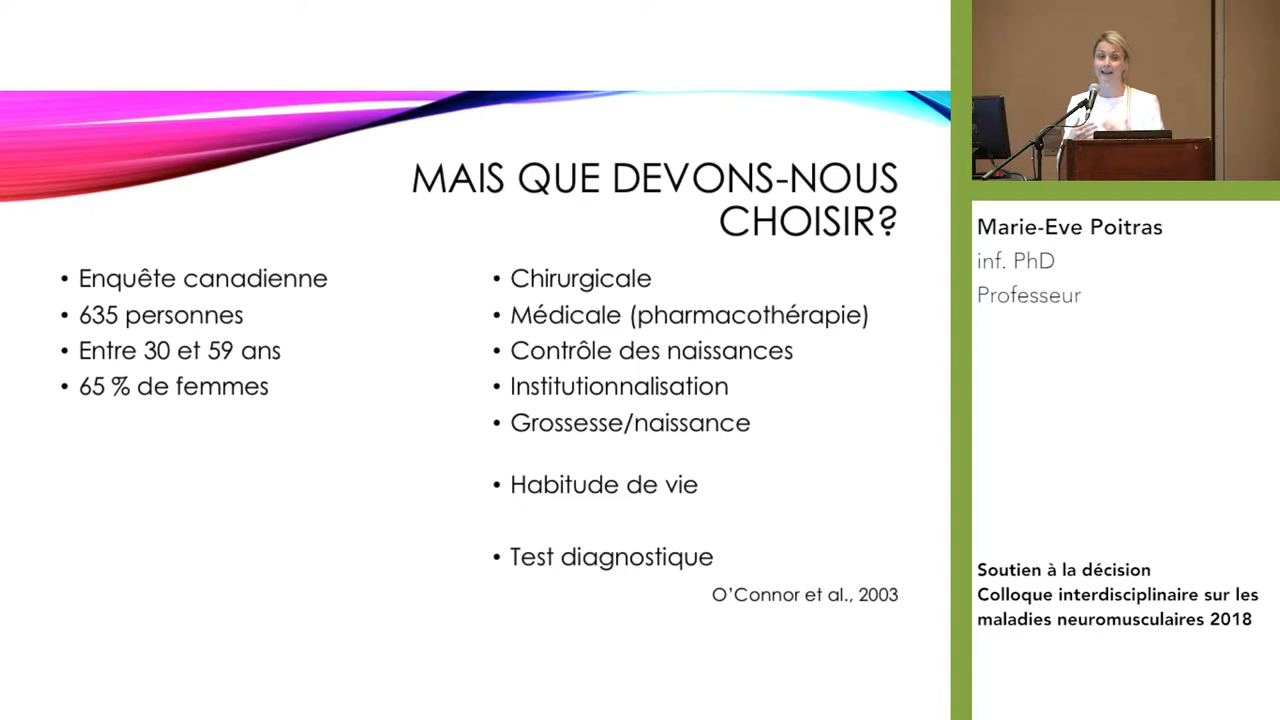 MAIS QUE DEVONS-NOUS
CHOISIR?
• Enquête canadienne
• 635 personnes
• Entre 30 et 59 ans
• 65 % de femmes
• Chirurgicale
• Médicale (pharmacothérapie)
• Contrôle des naissances
• Institutionnalisation
• Grossesse/naissance
• Habitude de vie
• Test diagnostique
O'Connor et al., 2003
Marie-Eve Poitras
inf. PhD
Professeur
Soutien à la décision
Colloque interdisciplinaire sur les
maladies neuromusculaires 2018